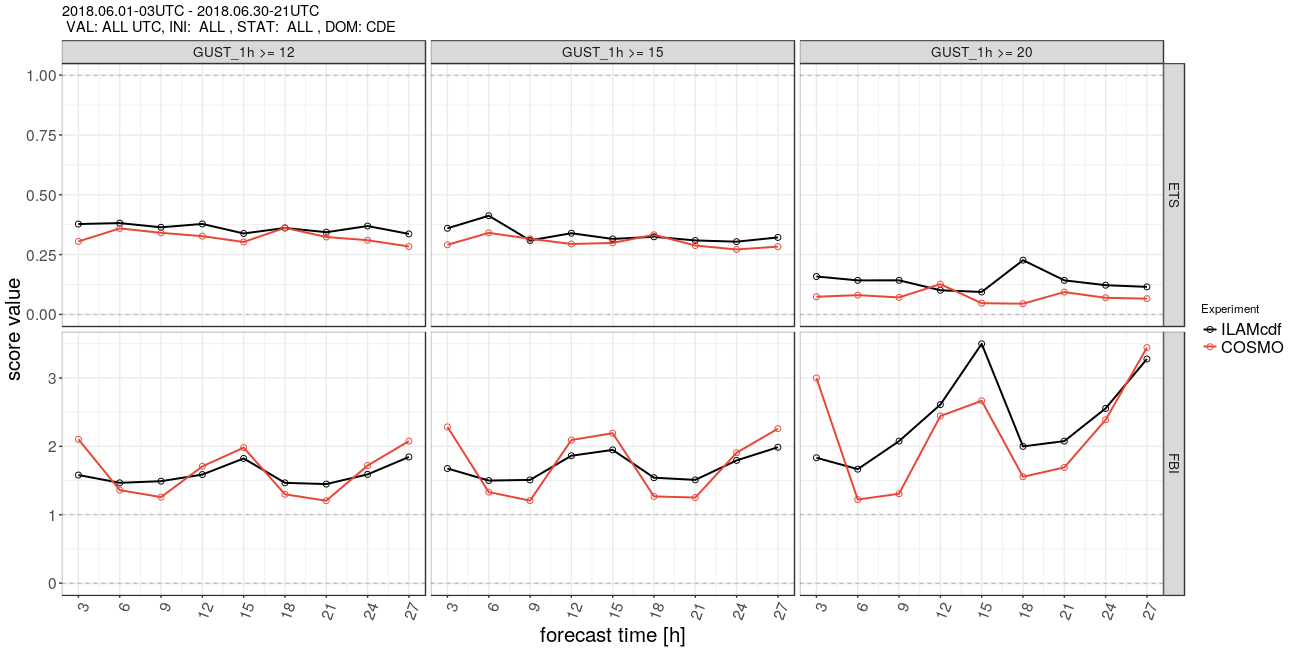 2018.06.01-03UTC - 2018.06.30-21UTC
VAL: ALL UTC, INI:  ALL , STAT:  ALL , DOM: CDE
GUST_1h >= 12
GUST_1h >= 15
GUST_1h >= 20
1.00
0.75
0.50
0.25
0.00
ETS
3
2
1
0
FBI
score value
3 6 9 12 15 18 21 24 27
3 6 9 12 15 18 21 24 27
3 6 9 12 15 18 21 24 27
forecast time [h]
Experiment
ILAMcdf
COSMO